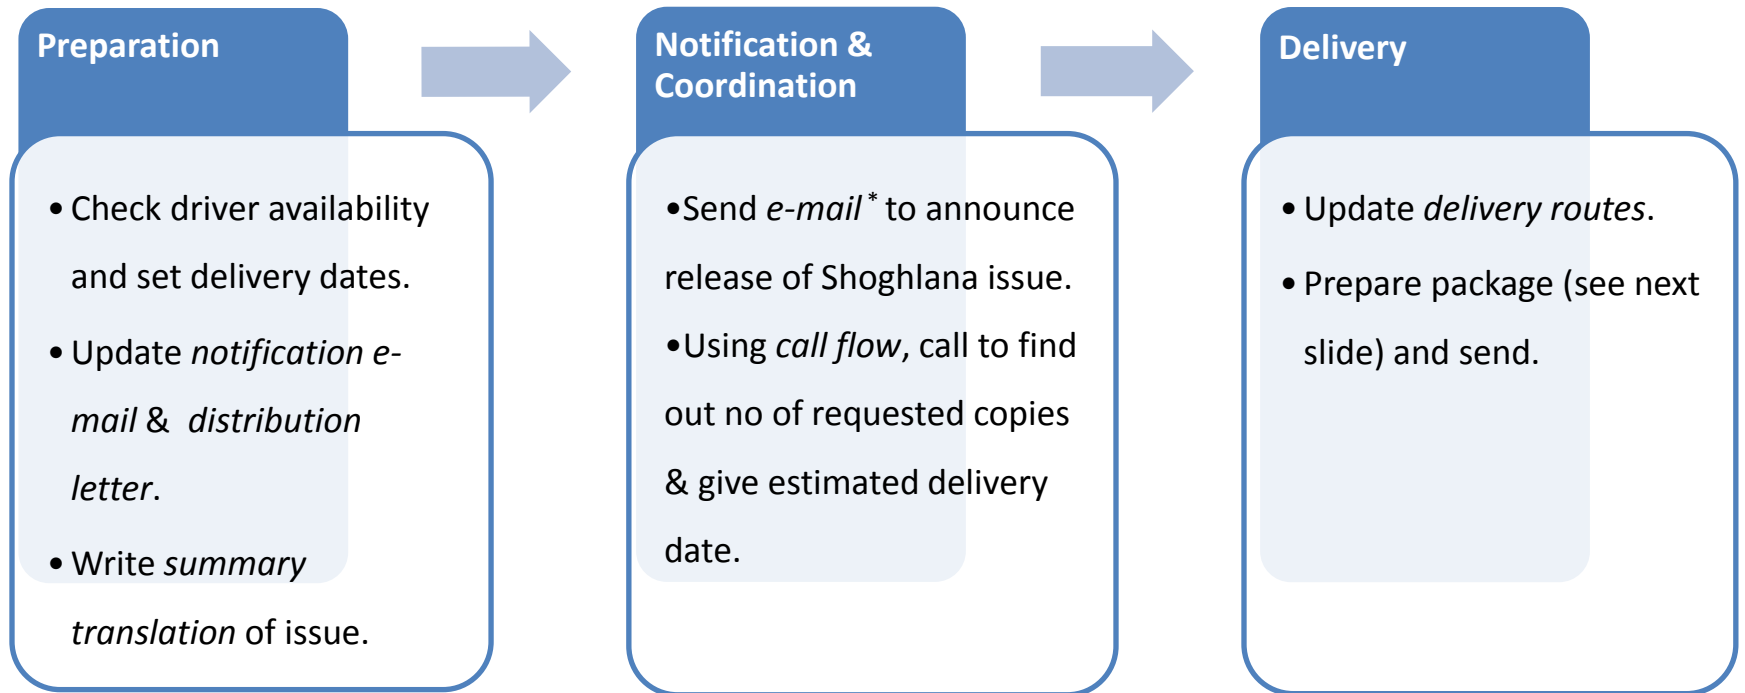 Preparation
• Check driver availability
and set delivery dates.
• Update notification e-
mail & distribution
letter.
• Write summary
translation of issue.
Notification &
Coordination
•Send e-mail * to announce
release of Shoghlana issue.
•Using call flow, call to find
out no of requested copies
& give estimated delivery
date.
Delivery
• Update delivery routes.
• Prepare package (see next
slide) and send.